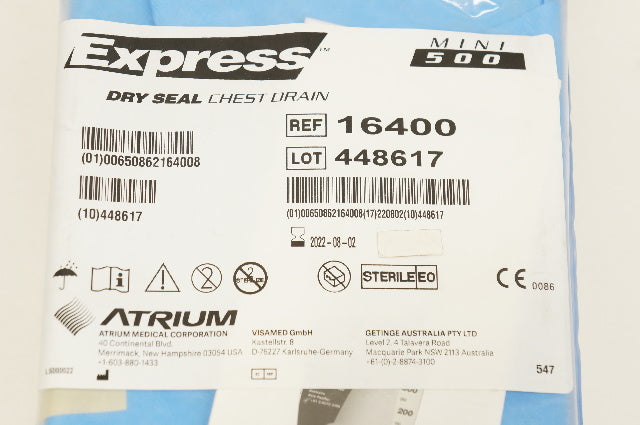 Express™
MINI
500
DRY SEAL CHEST DRAIN
REF 16400
LOT 448617
(01)00650862164008
(10)448617
(01)00650862164008(17)220802(10)448617
2022-08-02
STERILE EO
CE 0086
ATRIUM
ATRIUM MEDICAL CORPORATION
40 Continental Blvd.
Merrimack, New Hampshire 03054 USA
+1-603-880-1433
VISAMED GmbH
Kastellstr. 8
D-76227 Karlsruhe-Germany
GETINGE AUSTRALIA PTY LTD
Level 2, 4 Talavera Road
Macquarie Park NSW 2113 Australia
+61-(0)-2-8874-3100
547
200